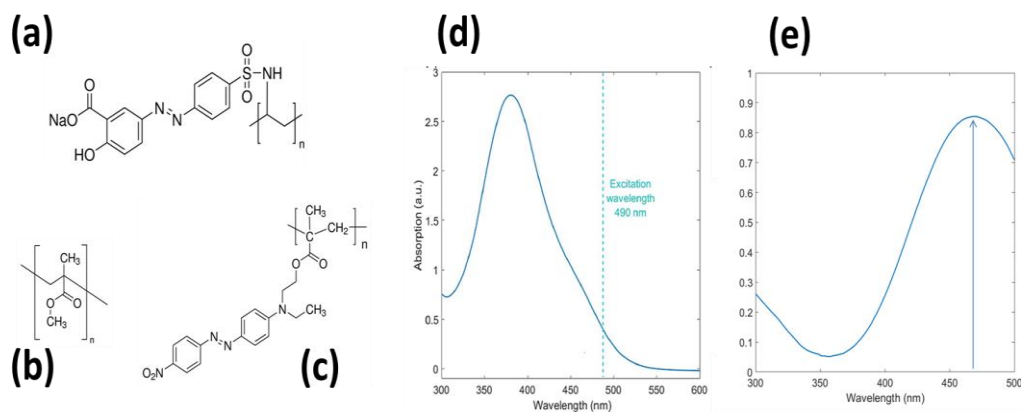 (a)
O
NaO
HO
N=N
O
S
O
NH
n
(b)
CH3
O
O
CH3
n
(c)
CH3
C
CH2
n
O
O
N
CH3
N=N
O2N
(d)
3
2.5
2
1.5
1
0.5
0
Absorption (a.u.)
Excitation
wavelength
490 nm
300
350
400
450
500
550
600
Wavelength (nm)
(e)
1
0.9
0.8
0.7
0.6
0.5
0.4
0.3
0.2
0.1
0
300
350
400
450
500
Wavelength (nm)